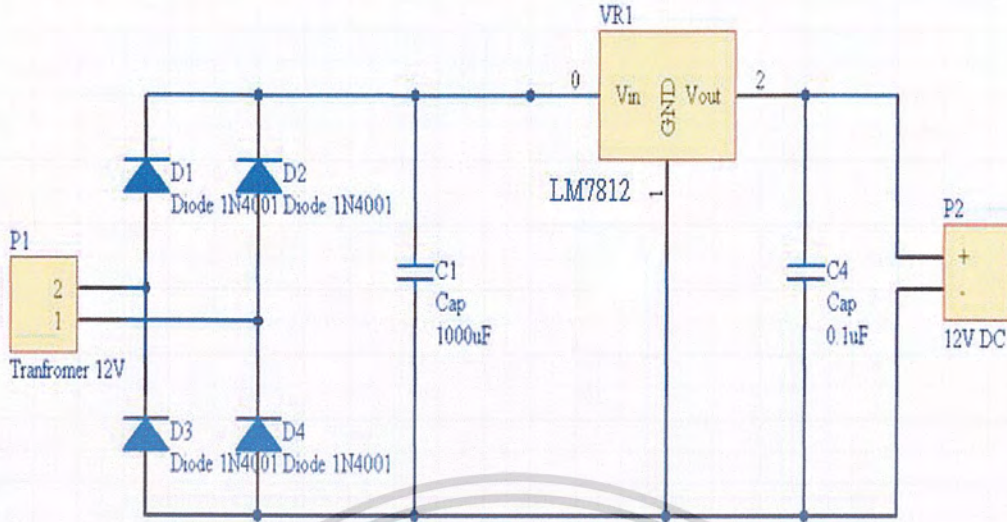 VR1
0
Vin
GND
Vout
2
LM7812
1
D1
Diode 1N4001
D2
Diode 1N4001
P1
2
1
Tranfromer 12V
C1
Cap
1000uF
C4
Cap
0.1uF
P2
+
-
12V DC
D3
Diode 1N4001
D4
Diode 1N4001